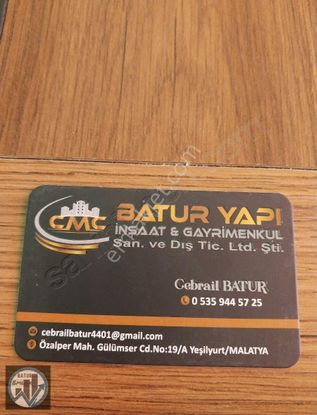 CMC
BATUR YAPI
İNŞAAT & GAYRİMENKUL
San. ve Dış Tic. Ltd. Şti.
Cebrail BATUR
0 535 944 57 25
cebrailbatur4401@gmail.com
Özalper Mah. Gülümser Cd.No:19/A Yeşilyurt/MALATYA
BATUR